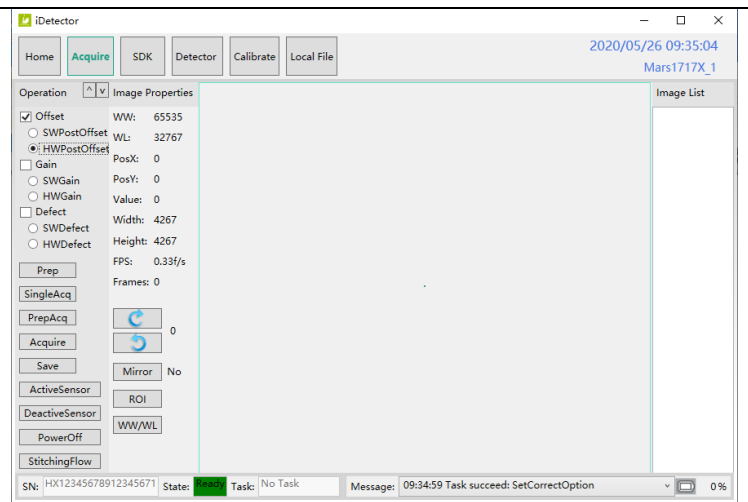 iDetector
Home Acquire SDK Detector Calibrate Local File
2020/05/26 09:35:04
Mars1717X_1
Operation ^ v
Offset
SWPostOffset
HWPostOffset
Gain
SWGain
HWGain
Defect
SWDefect
HWDefect
Prep
SingleAcq
PrepAcq
Acquire
Save
ActiveSensor
DeactiveSensor
PowerOff
StitchingFlow
Image Properties
WW: 65535
WL: 32767
PosX: 0
PosY: 0
Value: 0
Width: 4267
Height: 4267
FPS: 0.33f/s
Frames: 0
0
Mirror No
ROI
WW/WL
Image List
SN: HX12345678912345671 State: Ready Task: No Task Message: 09:34:59 Task succeed: SetCorrectOption 0%